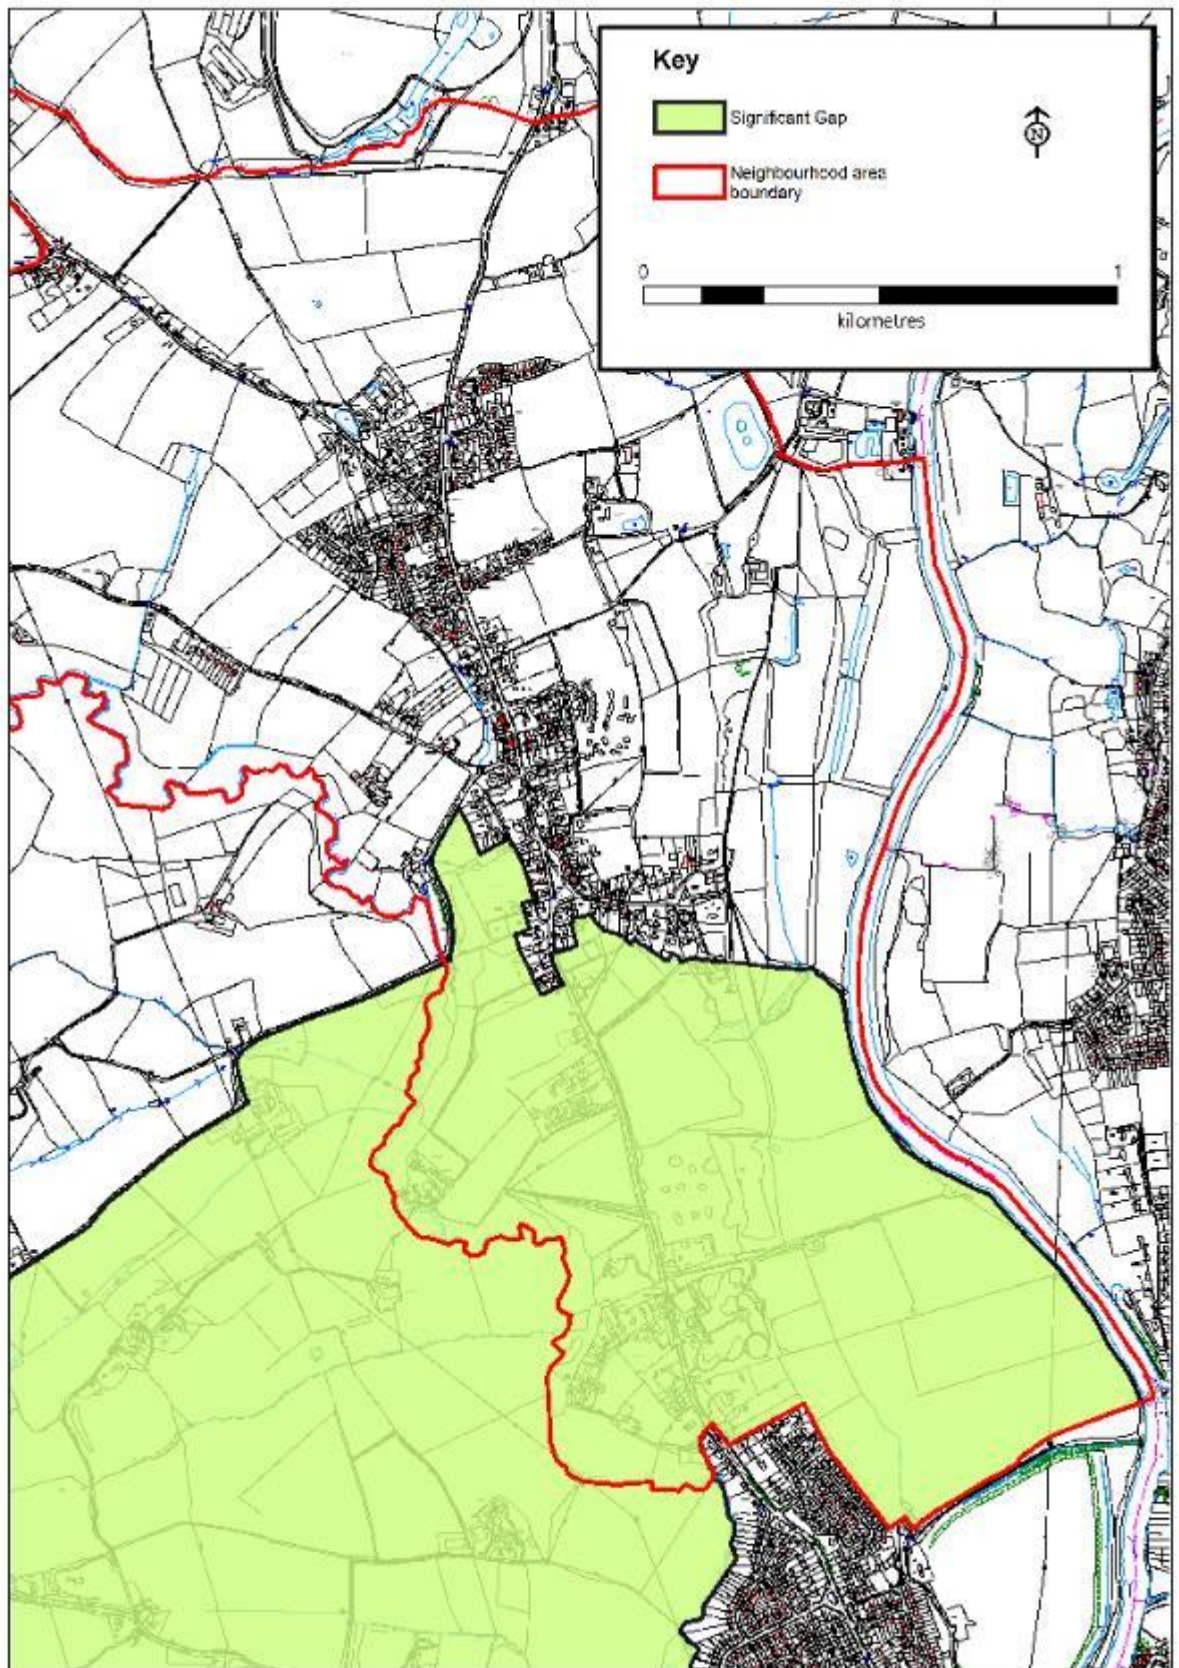 Key
Significant Gap
N
Neighbourhood area
boundary
0 1
kilometres